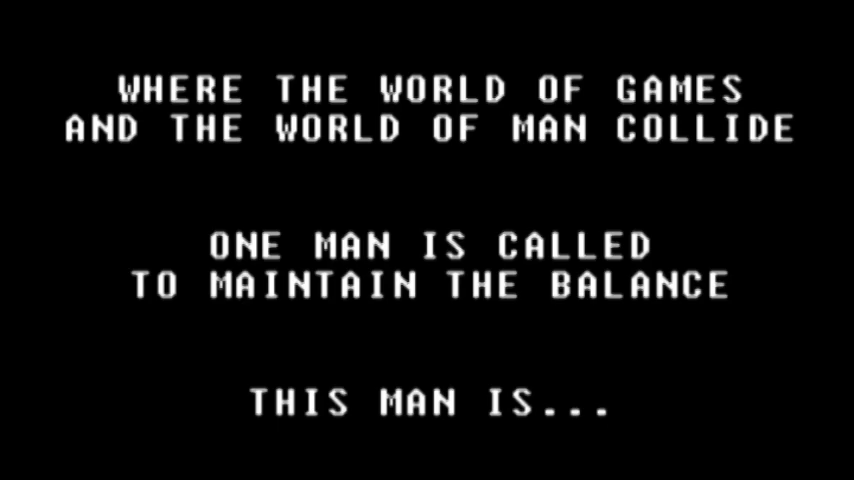 WHERE THE WORLD OF GAMES
AND THE WORLD OF MAN COLLIDE
ONE MAN IS CALLED
TO MAINTAIN THE BALANCE
THIS MAN IS...